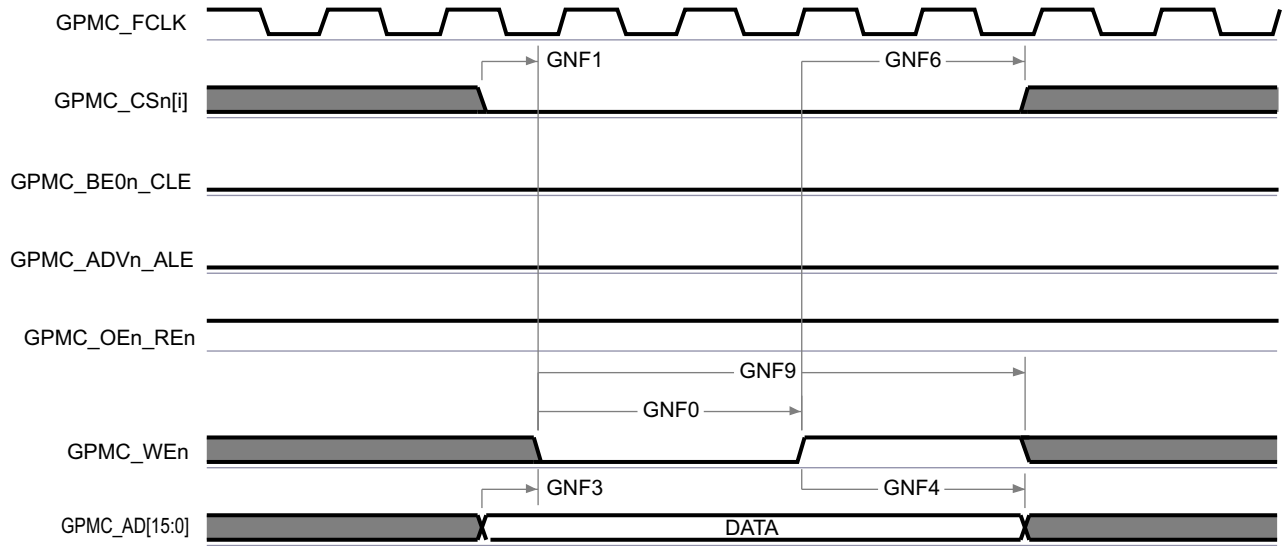 GPMC_FCLK
GNF1
GNF6
GPMC_CSn[i]
GPMC_BE0n_CLE
GPMC_ADVn_ALE
GPMC_OEn_REn
GNF9
GNF0
GPMC_WEn
GNF3
GNF4
GPMC_AD[15:0]
DATA